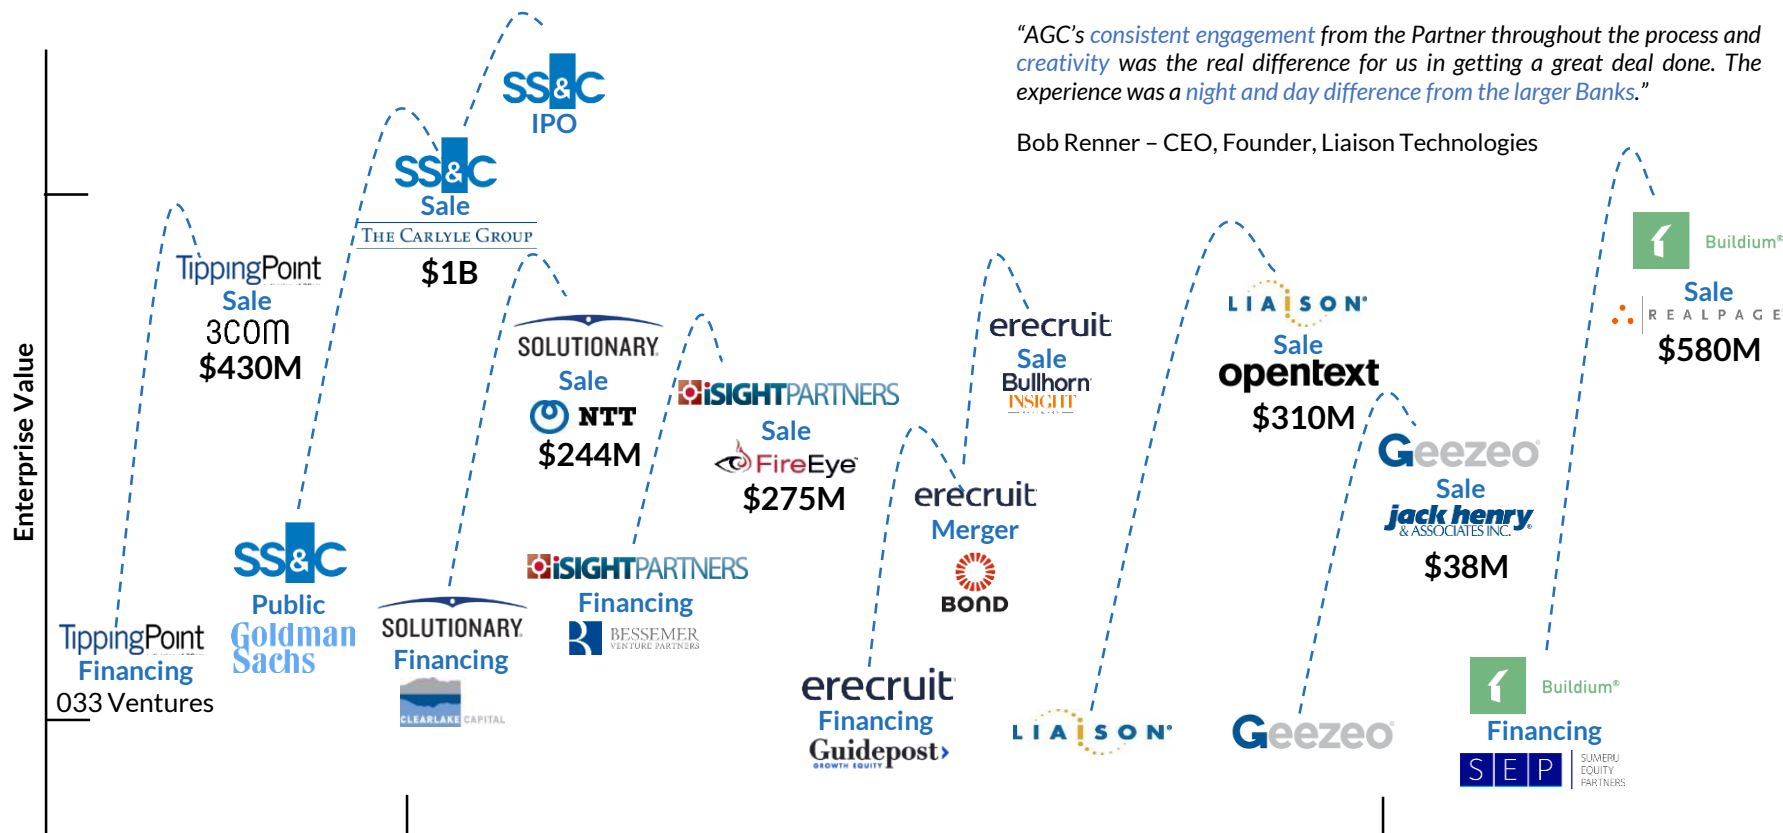 “AGC’s consistent engagement from the Partner throughout the process and
creativity was the real difference for us in getting a great deal done. The
experience was a night and day difference from the larger Banks.”
Bob Renner – CEO, Founder, Liaison Technologies
Enterprise Value
SS&C
IPO
SS&C
Sale
THE CARLYLE GROUP
$1B
TippingPoint
Sale
3com
$430M
SOLUTIONARY
Sale
NTT
$244M
iSIGHTPARTNERS
Sale
FireEye
$275M
erecruit
Sale
Bullhorn
INSIGHT
LIAISON®
Sale
opentext
$310M
Buildium®
Sale
REALPAGE
$580M
Geezeo
Sale
jack henry
& ASSOCIATES INC.
$38M
erecruit
Merger
BOND
SS&C
Public
Goldman
Sachs
iSIGHTPARTNERS
Financing
BESSEMER
VENTURE PARTNERS
TippingPoint
Financing
033 Ventures
SOLUTIONARY
Financing
CLEARLAKE CAPITAL
erecruit
Financing
Guidepost
GROWTH EQUITY
LIAISON®
Geezeo
Buildium®
Financing
SEP
SUMERU
EQUITY
PARTNERS